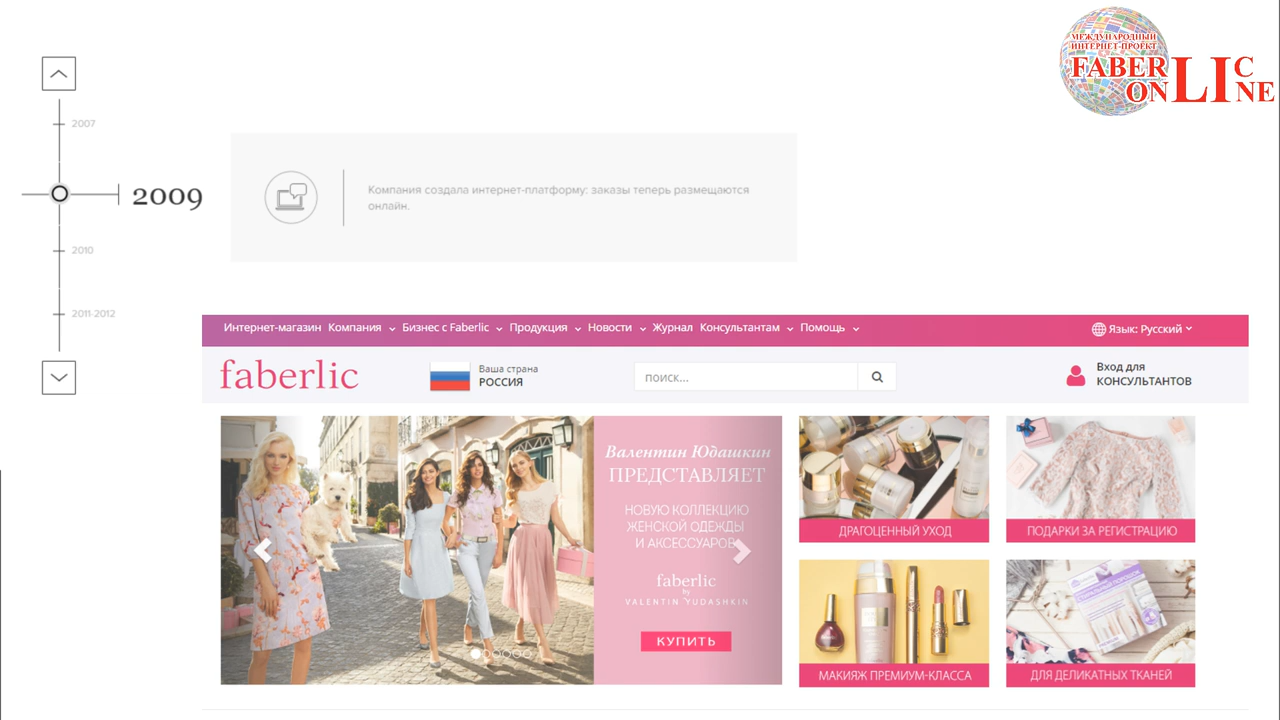 МЕЖДУНАРОДНЫЙ
ИНТЕРНЕТ-ПРОЕКТ
FABERLIC
ONLINE
2007
2009
2010
2011-2012
Компания создала интернет-платформу: заказы теперь размещаются
онлайн.
Интернет-магазин Компания Бизнес с Faberlic Продукция Новости Журнал Консультантам Помощь Язык: Русский
faberlic
Ваша страна
РОССИЯ
поиск...
Вход для
КОНСУЛЬТАНТОВ
Валентин Юдашкин
ПРЕДСТАВЛЯЕТ
НОВУЮ КОЛЛЕКЦИЮ
ЖЕНСКОЙ ОДЕЖДЫ
И АКСЕССУАРОВ
faberlic
by
VALENTIN YUDASHKIN
КУПИТЬ
ДРАГОЦЕННЫЙ УХОД
ПОДАРКИ ЗА РЕГИСТРАЦИЮ
МАКИЯЖ ПРЕМИУМ-КЛАССА
ДЛЯ ДЕЛИКАТНЫХ ТКАНЕЙ